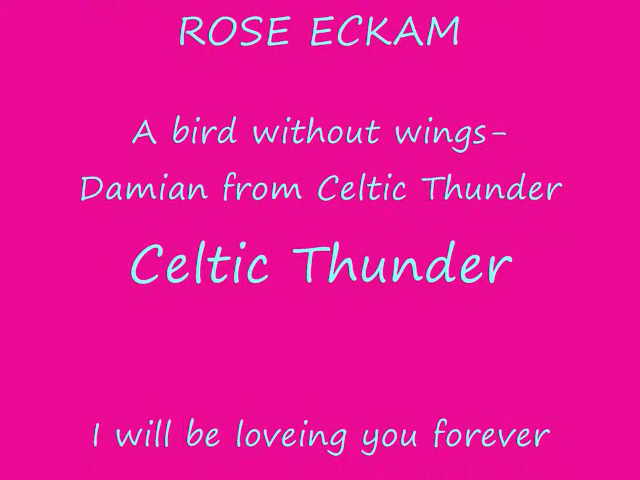 ROSE ECKAM
A bird without wings-
Damian from Celtic Thunder
Celtic Thunder
I will be loveing you forever